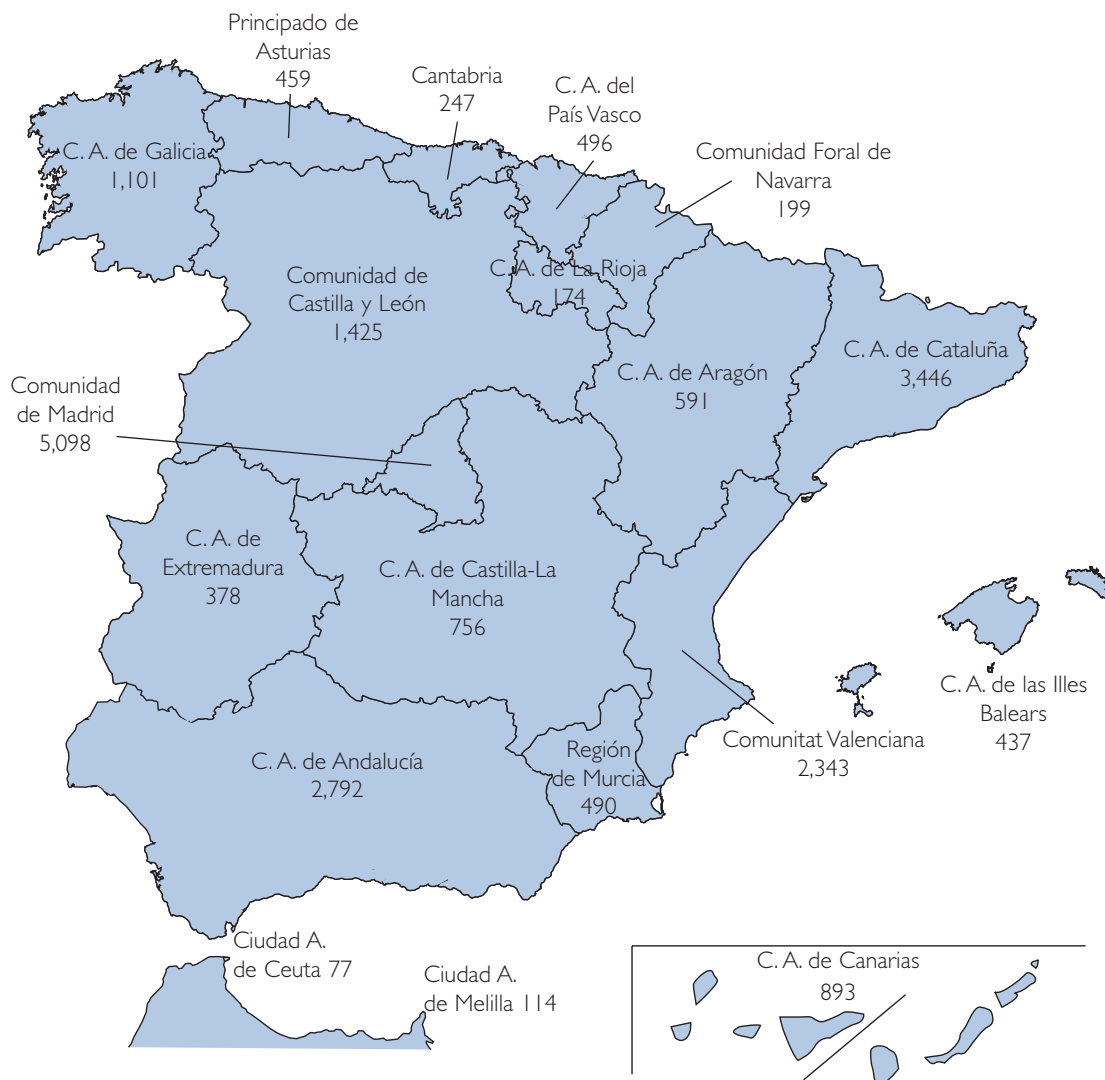 Principado de
Asturias
459
Cantabria
247
C. A. del
País Vasco
496
Comunidad Foral de
Navarra
199
C. A. de Galicia
1,101
Comunidad de
Castilla y León
1,425
C. A. de La Rioja
174
C. A. de Aragón
591
C. A. de Cataluña
3,446
Comunidad
de Madrid
5,098
C. A. de
Extremadura
378
C. A. de Castilla-La
Mancha
756
C. A. de las Illes
Balears
437
Comunitat Valenciana
2,343
Región
de Murcia
490
C. A. de Andalucía
2,792
Ciudad A.
de Ceuta 77
Ciudad A.
de Melilla 114
C. A. de Canarias
893